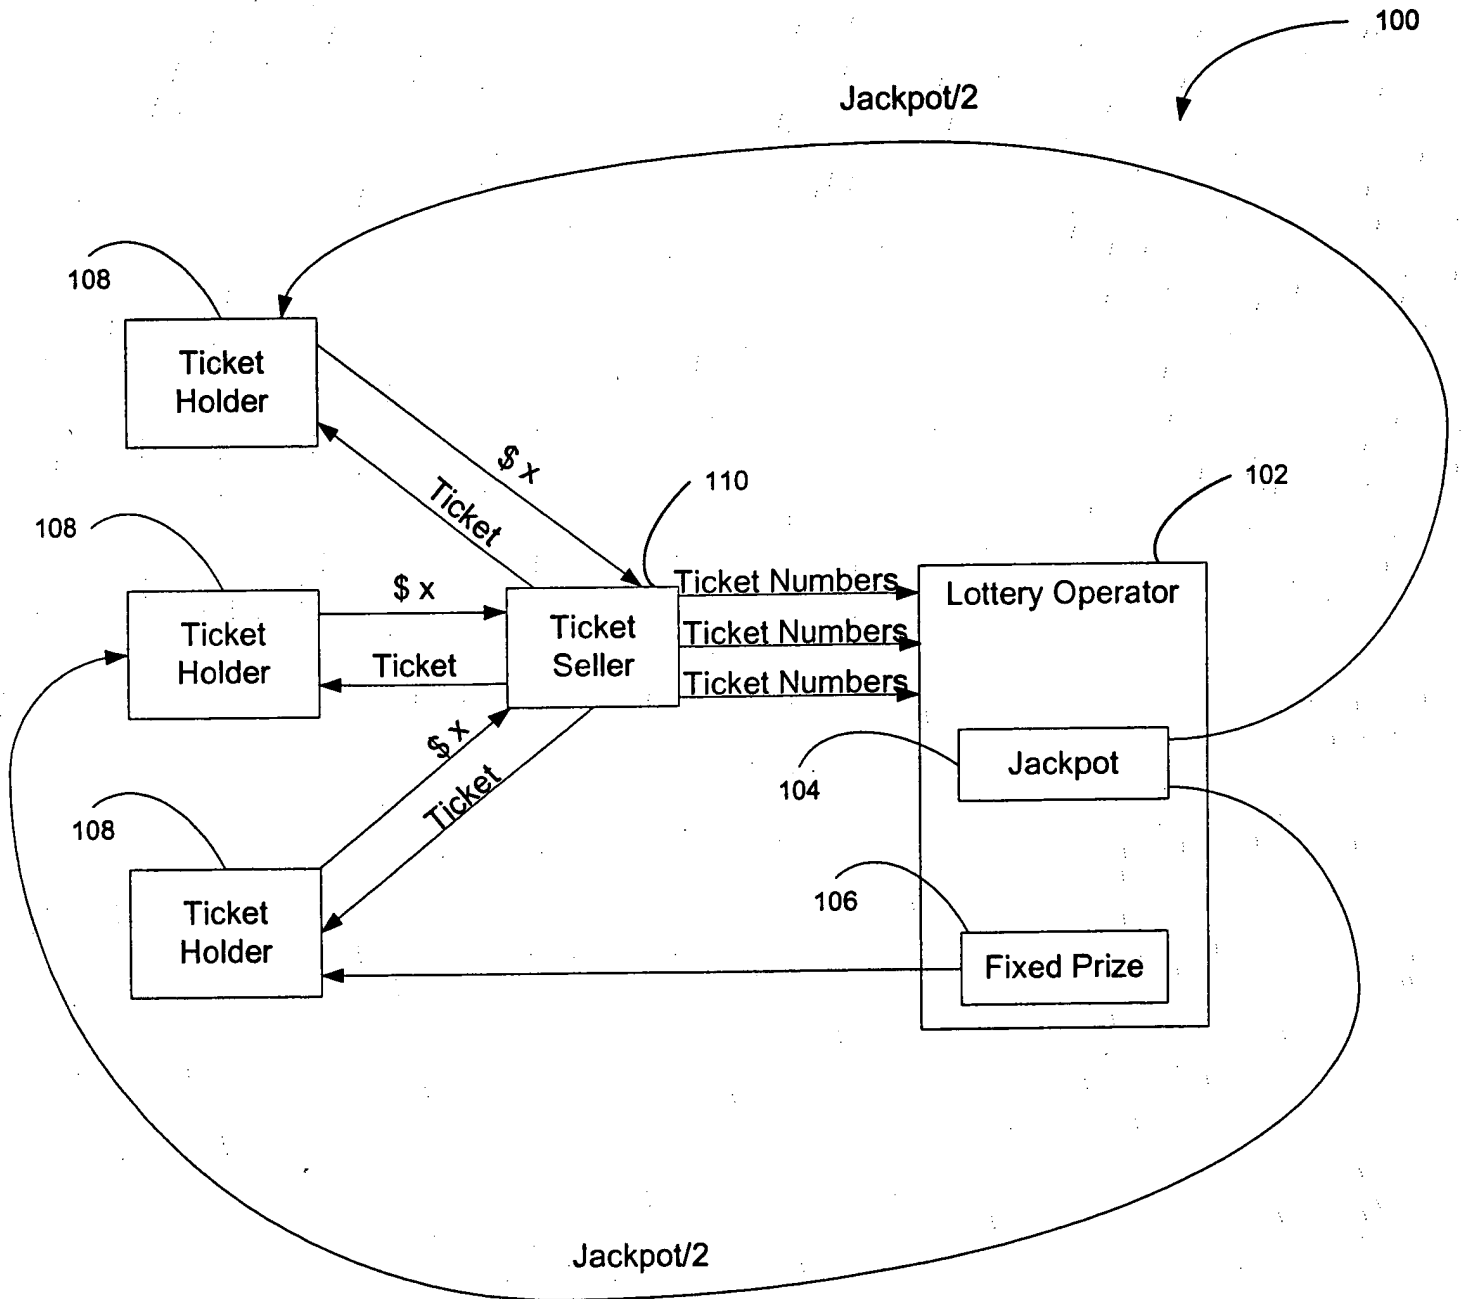 100
Jackpot/2
108
Ticket
Holder
$ x
Ticket
110
102
108
Ticket
Holder
$ x
Ticket
Ticket
Seller
Ticket Numbers
Ticket Numbers
Ticket Numbers
Lottery Operator
$ x
Ticket
104
Jackpot
108
Ticket
Holder
106
Fixed Prize
Jackpot/2